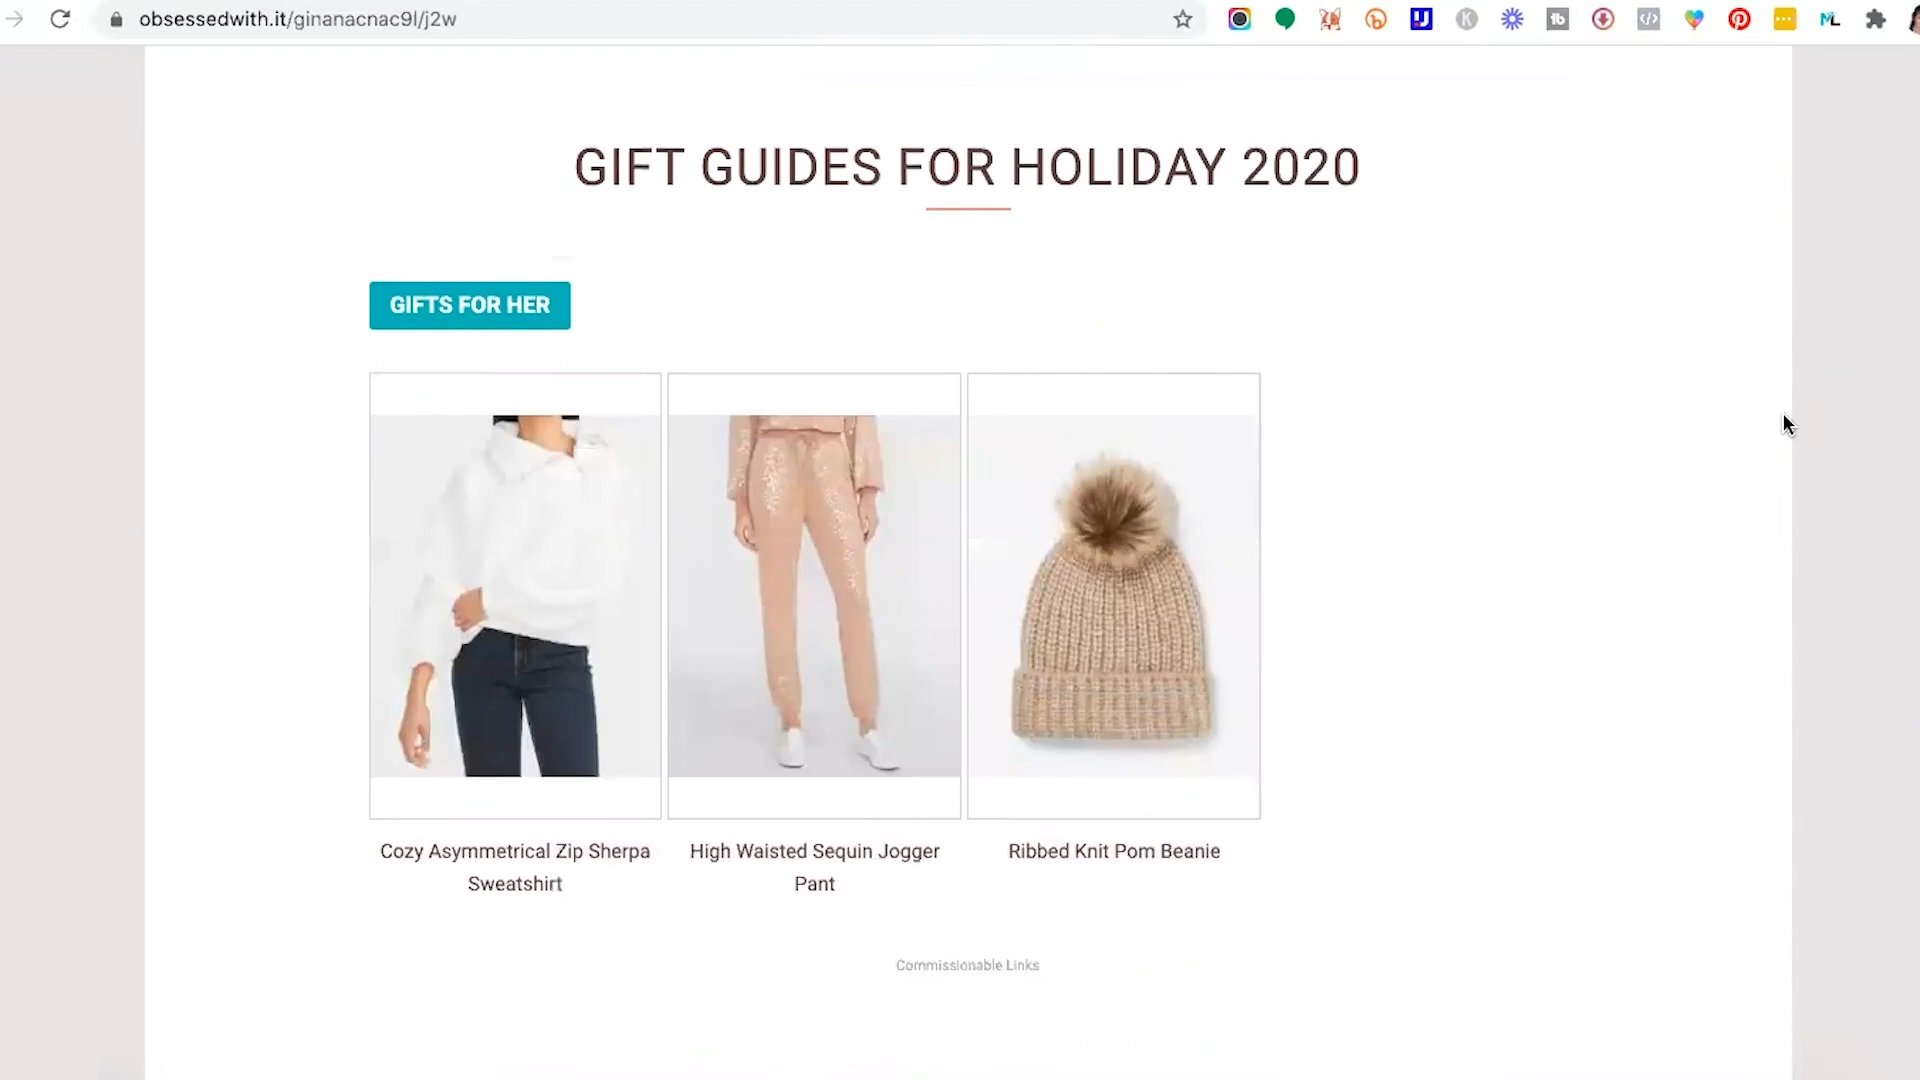 obsessedwith.it/ginanacnac9l/j2w
GIFT GUIDES FOR HOLIDAY 2020
GIFTS FOR HER
Cozy Asymmetrical Zip Sherpa
Sweatshirt
High Waisted Sequin Jogger
Pant
Ribbed Knit Pom Beanie
Commissionable Links